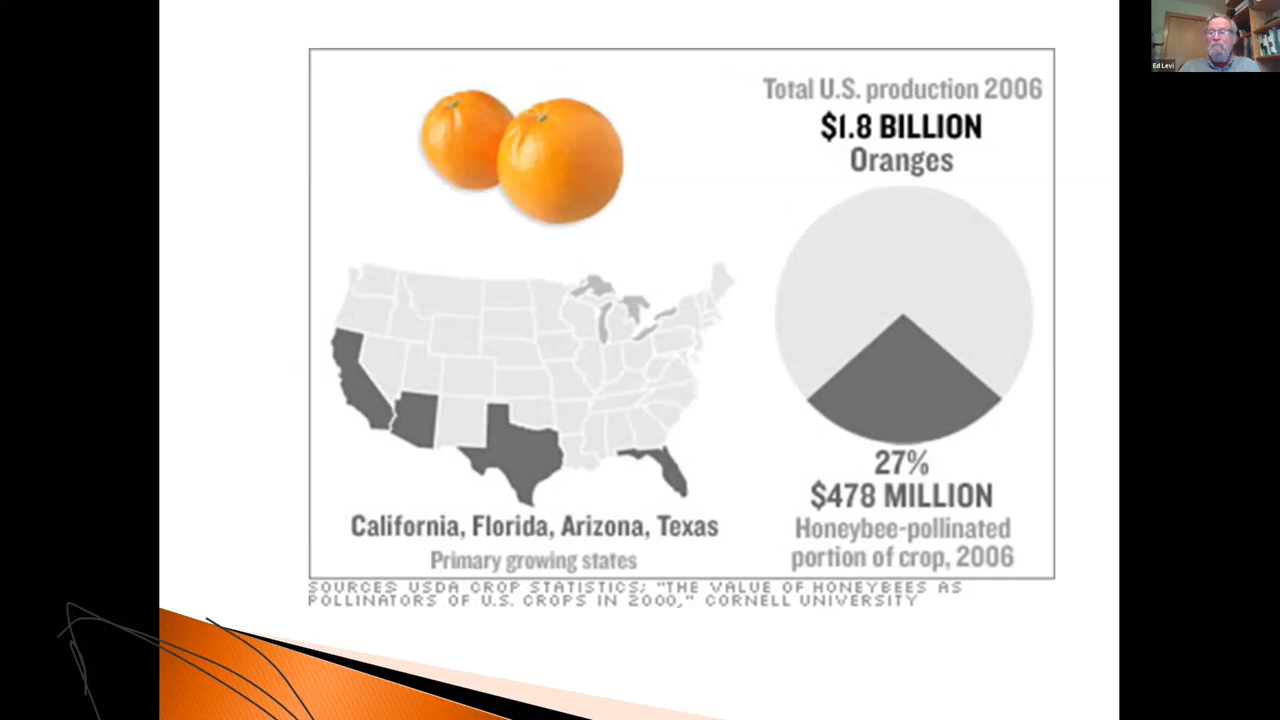 Total U.S. production 2006
$1.8 BILLION
Oranges
27%
$478 MILLION
Honeybee-pollinated
portion of crop, 2006
California, Florida, Arizona, Texas
Primary growing states
SOURCES USDA CROP STATISTICS; "THE VALUE OF HONEYBEES AS
POLLINATORS OF U.S. CROPS IN 2000," CORNELL UNIVERSITY
Ed Levi